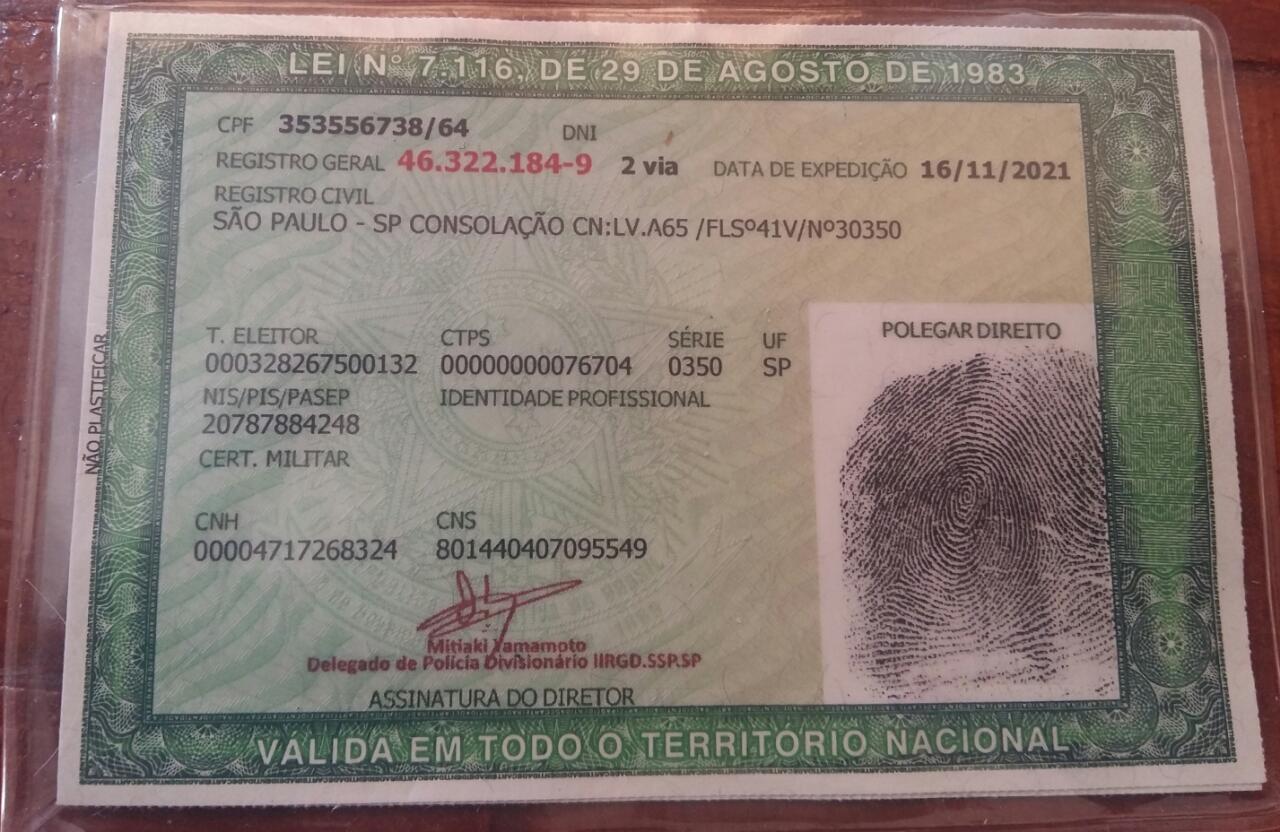 LEI Nº 7.116, DE 29 DE AGOSTO DE 1983
CPF 353556738/64 DNI
REGISTRO GERAL 46.322.184-9 2 via DATA DE EXPEDIÇÃO 16/11/2021
REGISTRO CIVIL
SÃO PAULO - SP CONSOLAÇÃO CN:LV.A65 /FLSº41V/Nº30350
T. ELEITOR CTPS SÉRIE UF
000328267500132 00000000076704 0350 SP
NIS/PIS/PASEP IDENTIDADE PROFISSIONAL
20787884248
CERT. MILITAR
CNH CNS
00004717268324 801440407095549
Mitiaki Yamamoto
Delegado de Polícia Divisionário IIRGD.SSP.SP
ASSINATURA DO DIRETOR
POLEGAR DIREITO
VÁLIDA EM TODO O TERRITÓRIO NACIONAL
NÃO PLASTIFICAR